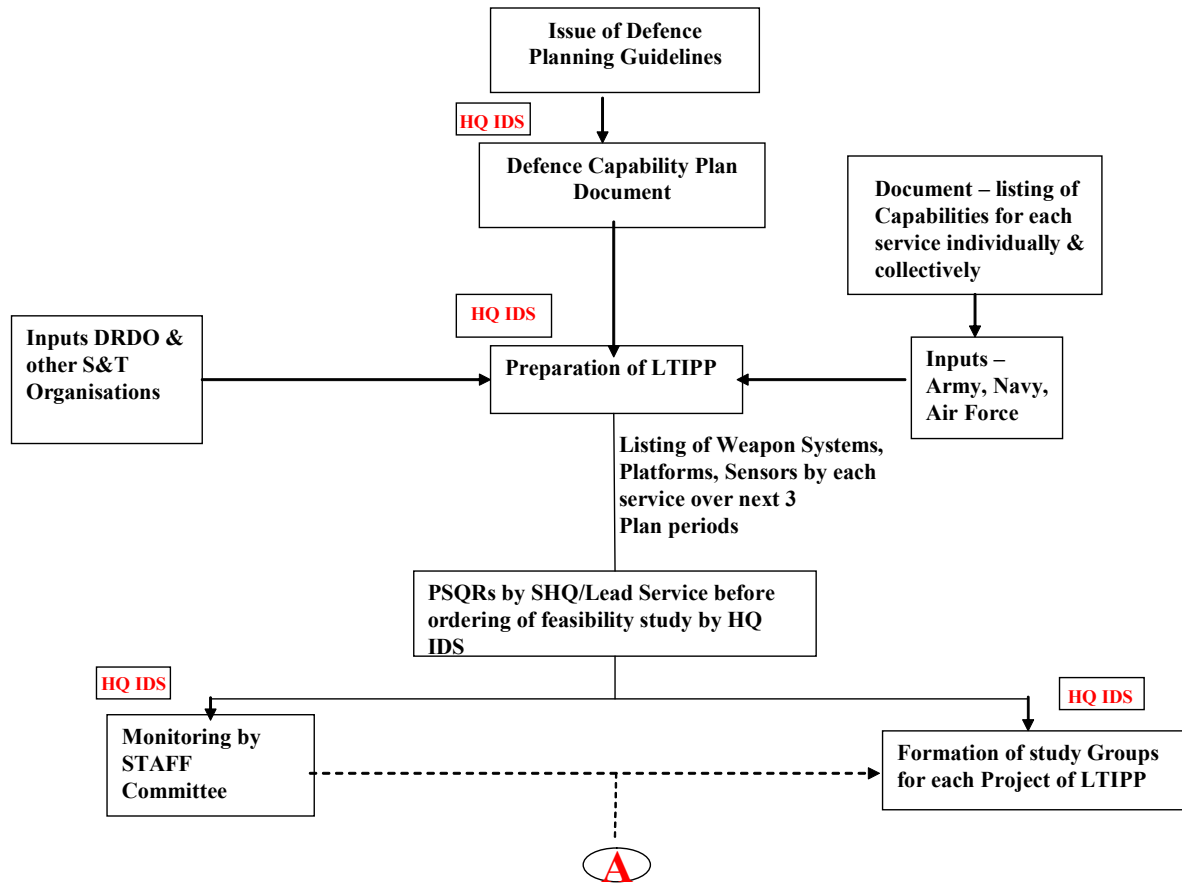 Issue of Defence
Planning Guidelines
HQ IDS
Defence Capability Plan
Document
Document – listing of
Capabilities for each
service individually &
collectively
HQ IDS
Inputs DRDO &
other S&T
Organisations
Preparation of LTIPP
Inputs –
Army, Navy,
Air Force
Listing of Weapon Systems,
Platforms, Sensors by each
service over next 3
Plan periods
PSQRs by SHQ/Lead Service before
ordering of feasibility study by HQ
IDS
HQ IDS
HQ IDS
Monitoring by
STAFF
Committee
Formation of study Groups
for each Project of LTIPP
A